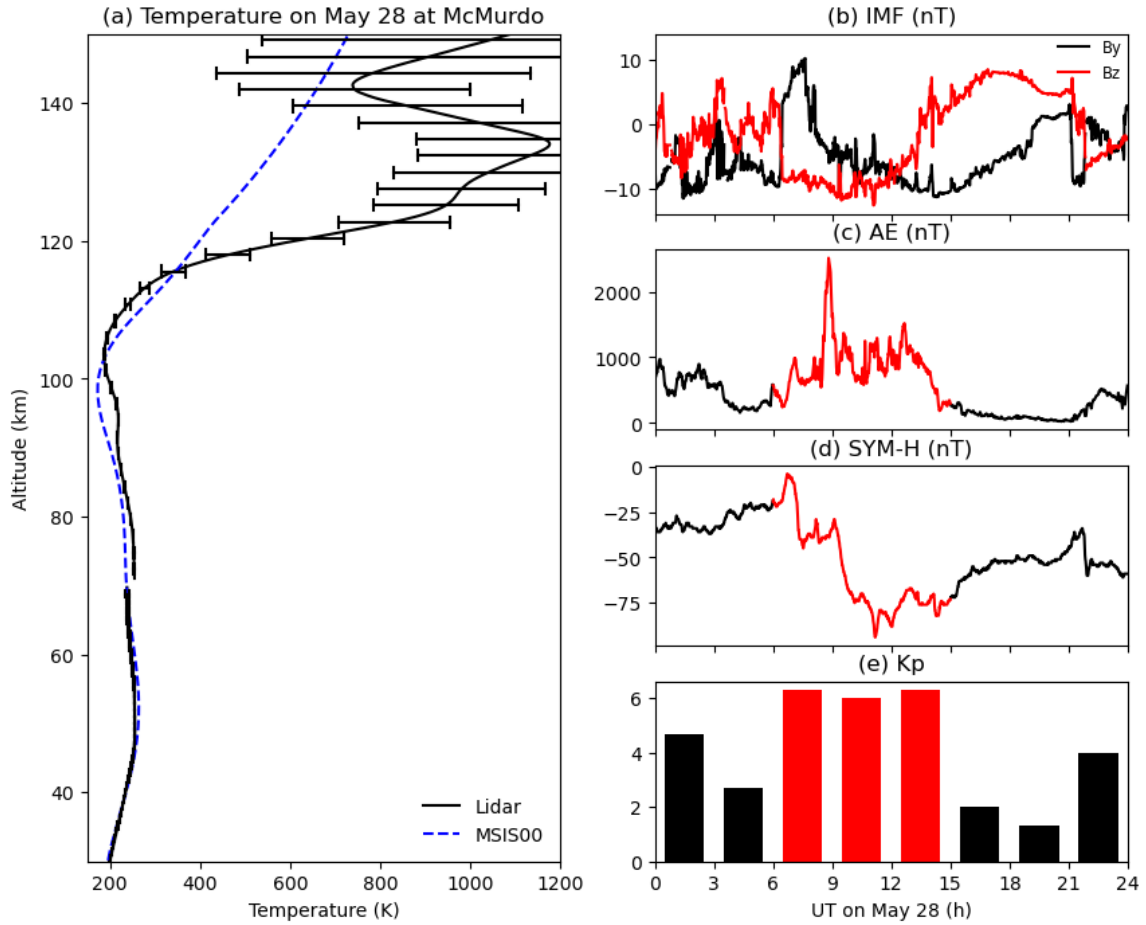 (a) Temperature on May 28 at McMurdo
140
120
100
80
60
40
Altitude (km)
200 400 600 800 1000 1200
Temperature (K)
Lidar
MSIS00
(b) IMF (nT)
10
0
−10
By
Bz
(c) AE (nT)
2000
1000
0
(d) SYM-H (nT)
0
−25
−50
−75
(e) Kp
6
4
2
0
0 3 6 9 12 15 18 21 24
UT on May 28 (h)